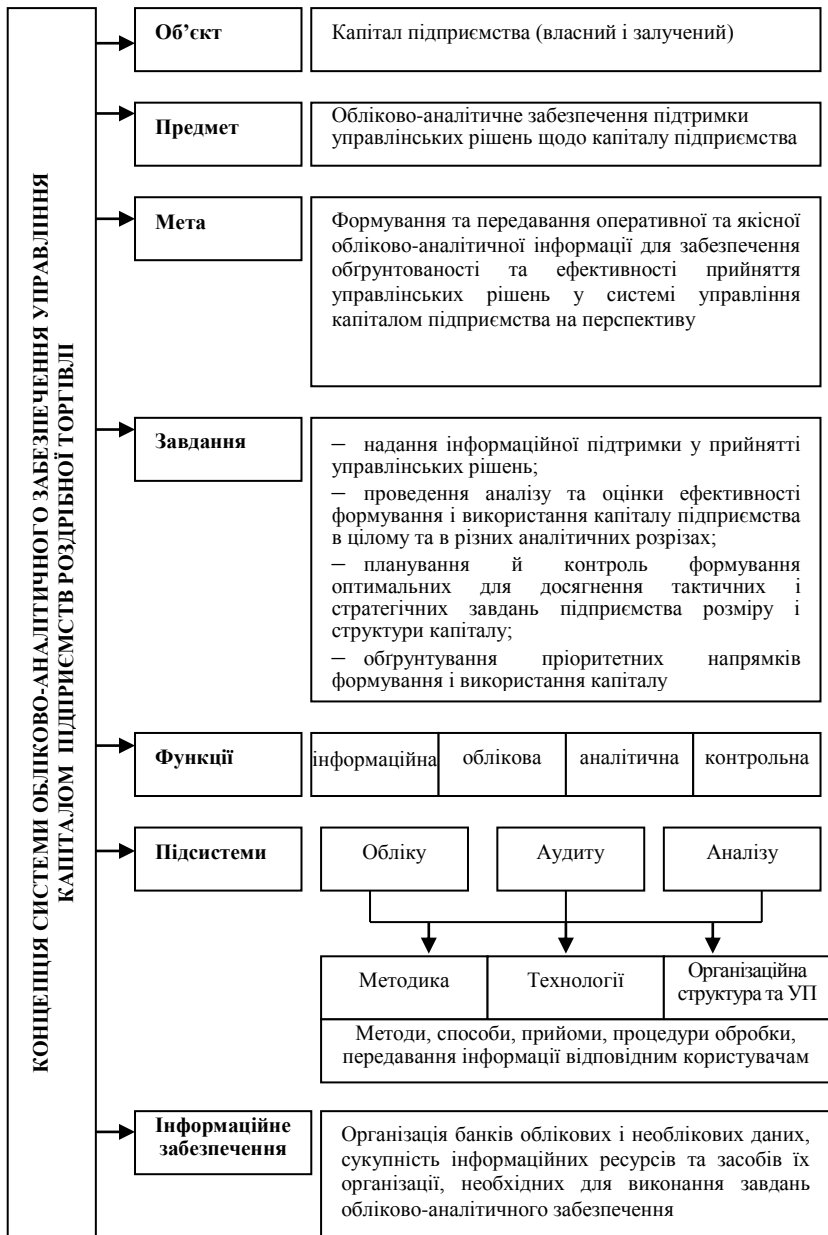 КОНЦЕПЦІЯ СИСТЕМИ ОБЛІКОВО-АНАЛІТИЧНОГО ЗАБЕЗПЕЧЕННЯ УПРАВЛІННЯ
КАПІТАЛОМ ПІДПРИЄМСТВ РОЗДРІБНОЇ ТОРГІВЛІ
Об’єкт
Капітал підприємства (власний і залучений)
Предмет
Обліково-аналітичне забезпечення підтримки
управлінських рішень щодо капіталу підприємства
Мета
Формування та передавання оперативної та якісної
обліково-аналітичної інформації для забезпечення
обґрунтованості та ефективності прийняття
управлінських рішень у системі управління
капіталом підприємства на перспективу
Завдання
– надання інформаційної підтримки у прийнятті
управлінських рішень;
– проведення аналізу та оцінки ефективності
формування і використання капіталу підприємства
в цілому та в різних аналітичних розрізах;
– планування й контроль формування
оптимальних для досягнення тактичних і
стратегічних завдань підприємства розміру і
структури капіталу;
– обґрунтування пріоритетних напрямків
формування і використання капіталу
Функції
інформаційна облікова аналітична контрольна
Підсистеми
Обліку Аудиту Аналізу
Методика Технології Організаційна
структура та УП
Методи, способи, прийоми, процедури обробки,
передавання інформації відповідним користувачам
Інформаційне
забезпечення
Організація банків облікових і необлікових даних,
сукупність інформаційних ресурсів та засобів їх
організації, необхідних для виконання завдань
обліково-аналітичного забезпечення